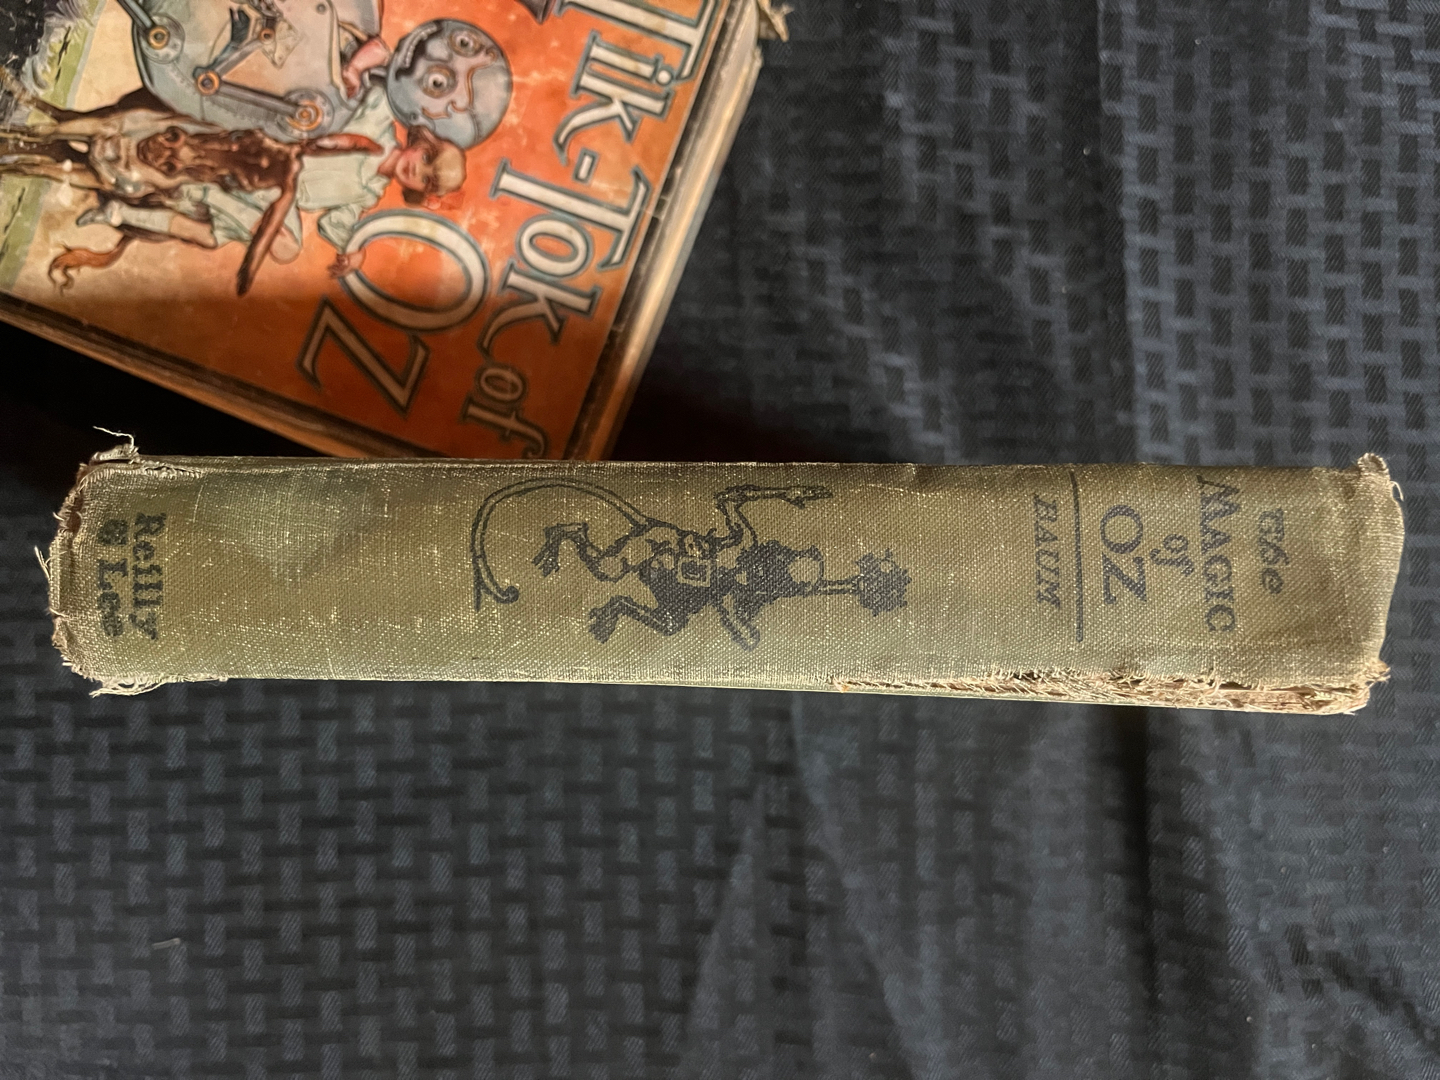 Tik-Tok of
Oz
The
Magic
of
Oz
Baum
Reilly
& Lee